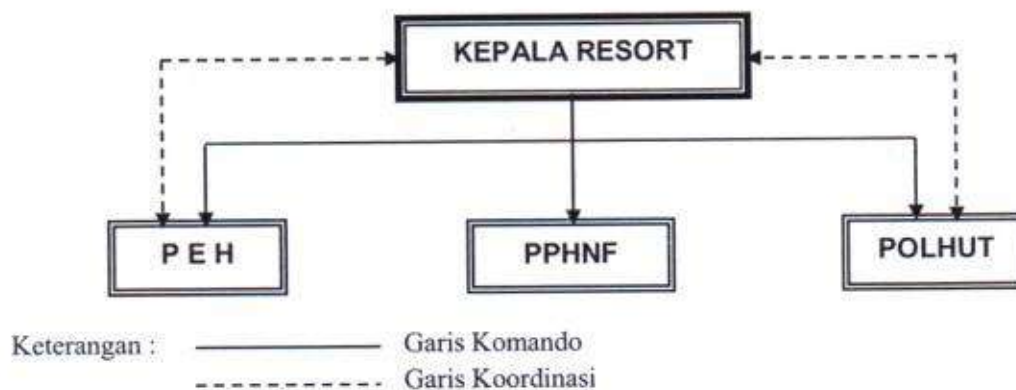 KEPALA RESORT
P E H
PPHNF
POLHUT
Keterangan :
Garis Komando
Garis Koordinasi